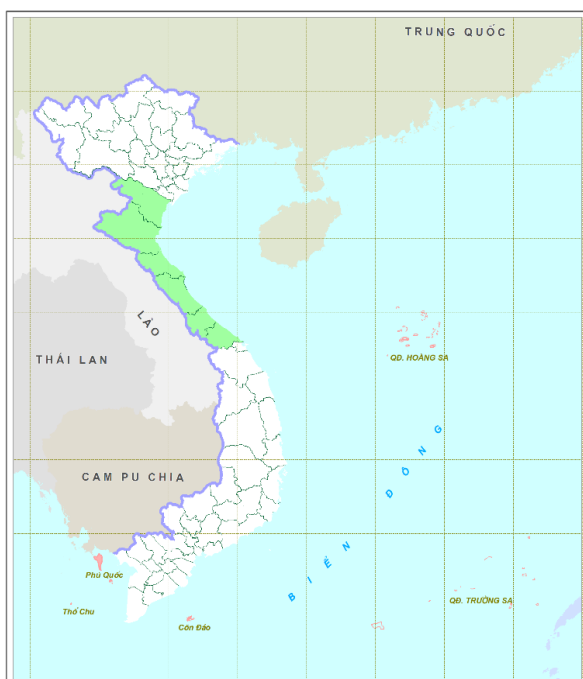 TRUNG QUỐC
LÀO
THÁI LAN
QĐ. HOÀNG SA
CAM PU CHIA
BIỂN ĐÔNG
Phú Quốc
Thổ Chu
Côn Đảo
QĐ. TRƯỜNG SA